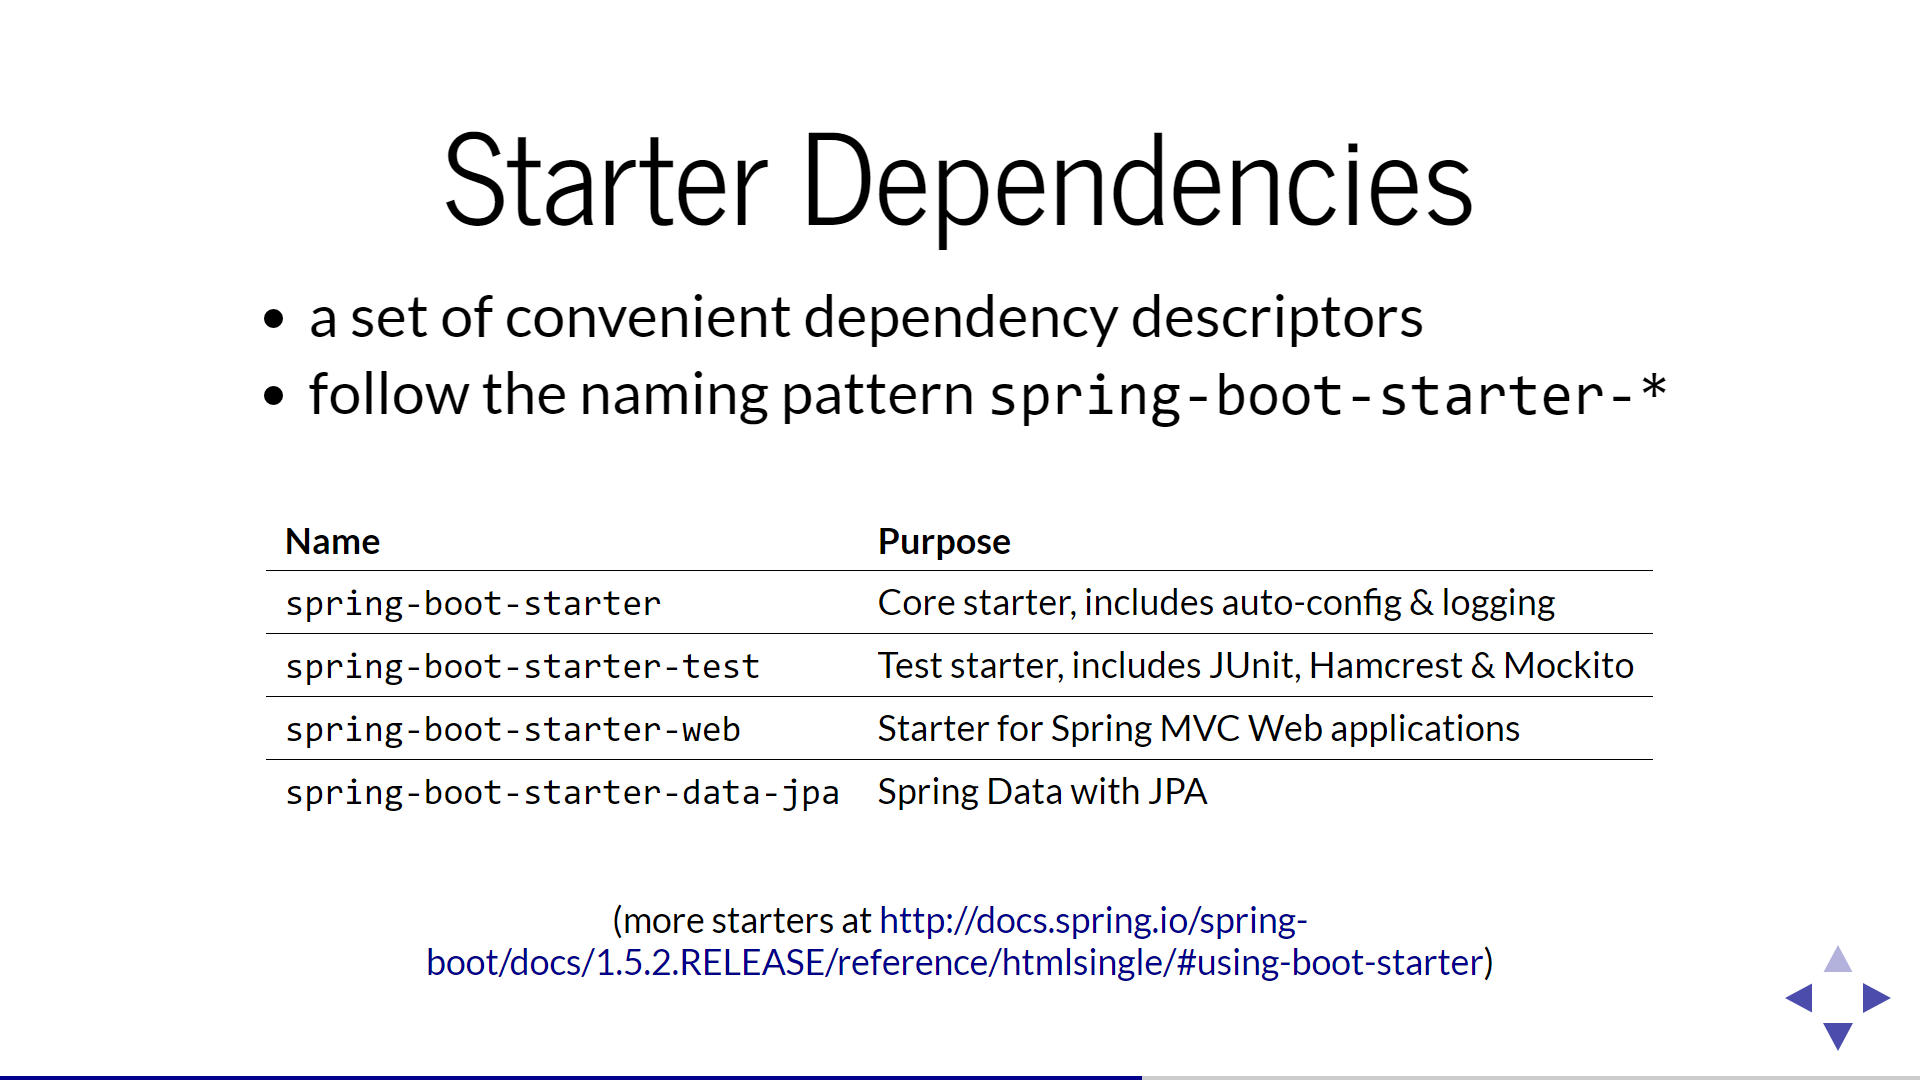 Starter Dependencies
• a set of convenient dependency descriptors
• follow the naming pattern spring-boot-starter-*
Name Purpose
spring-boot-starter Core starter, includes auto-config & logging
spring-boot-starter-test Test starter, includes JUnit, Hamcrest & Mockito
spring-boot-starter-web Starter for Spring MVC Web applications
spring-boot-starter-data-jpa Spring Data with JPA
(more starters at http://docs.spring.io/spring-
boot/docs/1.5.2.RELEASE/reference/htmlsingle/#using-boot-starter)